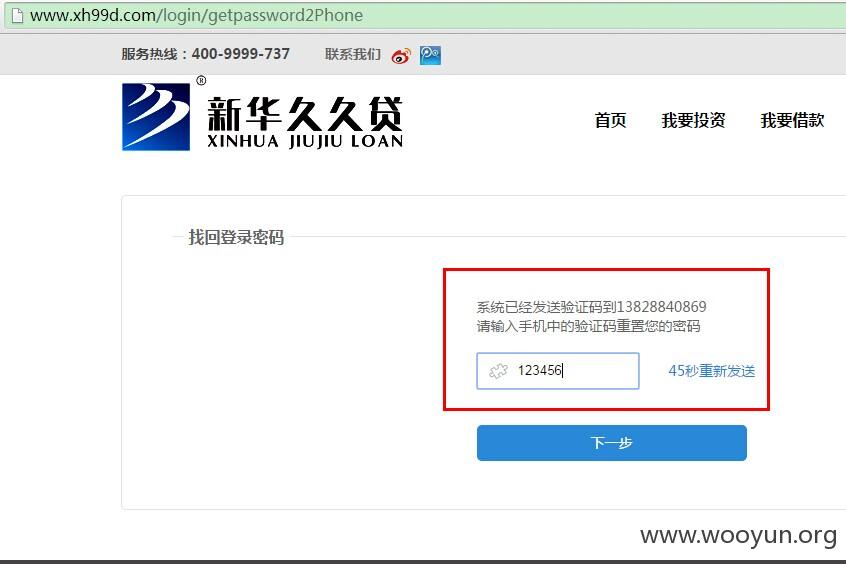 www.xh99d.com/login/getpassword2Phone
服务热线：400-9999-737 联系我们
新华久久贷®
XINHUA JIUJIU LOAN
首页 我要投资 我要借款
找回登录密码
系统已经发送验证码到13828840869
请输入手机中的验证码重置您的密码
123456 45秒重新发送
下一步
www.wooyun.org